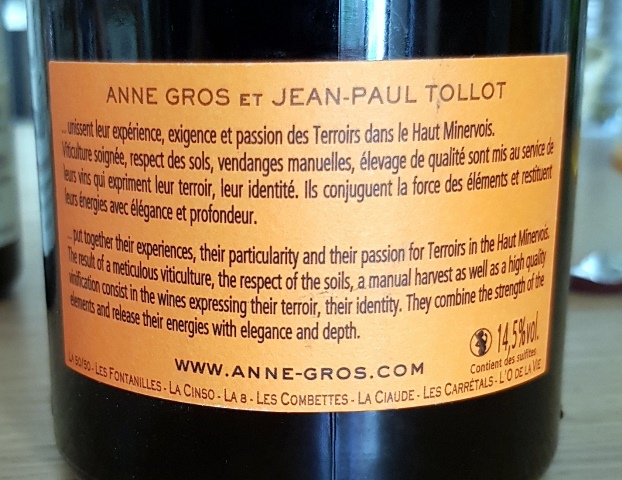 ANNE GROS ET JEAN-PAUL TOLLOT
...unissent leur expérience, exigence et passion des Terroirs dans le Haut Minervois.
Viticulture soignée, respect des sols, vendanges manuelles, élevage de qualité sont mis au service de
leurs vins qui expriment leur terroir, leur identité. Ils conjuguent la force des éléments et restituent
leurs énergies avec élégance et profondeur.
...put together their experiences, their particularity and their passion for Terroirs in the Haut Minervois.
The result of a meticulous viticulture, the respect of the soils, a manual harvest as well as a high quality
vinification consist in the wines expressing their terroir, their identity. They combine the strength of the
elements and release their energies with elegance and depth.
14,5%vol.
Contient des sulfites
WWW.ANNE-GROS.COM
LA 50/50 - LES FONTANILLES - LA CINSO - LA 8 - LES COMBETTES - LA CIAUDE - LES CARRÉTALS - L'O DE LA VIE